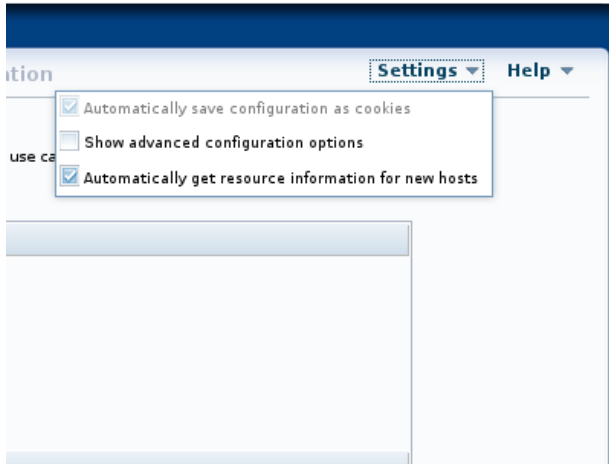 ation
Settings Help
Automatically save configuration as cookies
Show advanced configuration options
use ca
Automatically get resource information for new hosts